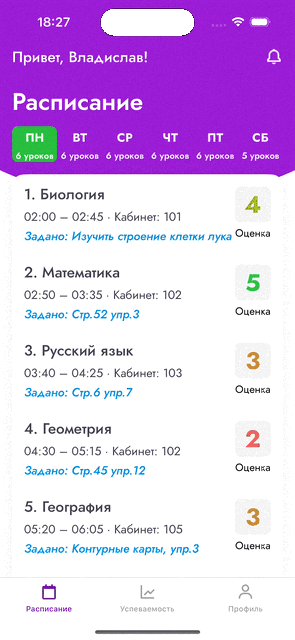 18:27
Привет, Владислав!
Расписание
ПН ВТ СР ЧТ ПТ СБ
6 уроков 6 уроков 6 уроков 6 уроков 6 уроков 5 уроков
1. Биология
4
02:00 – 02:45 · Кабинет: 101
Задано: Изучить строение клетки лука
Оценка
2. Математика
5
02:50 – 03:35 · Кабинет: 102
Задано: Стр.52 упр.3
Оценка
3. Русский язык
3
03:40 – 04:25 · Кабинет: 103
Задано: Стр.6 упр.7
Оценка
4. Геометрия
2
04:30 – 05:15 · Кабинет: 102
Задано: Стр.45 упр.12
Оценка
5. География
3
05:20 – 06:05 · Кабинет: 105
Задано: Контурные карты, упр.3
Оценка
Расписание Успеваемость Профиль